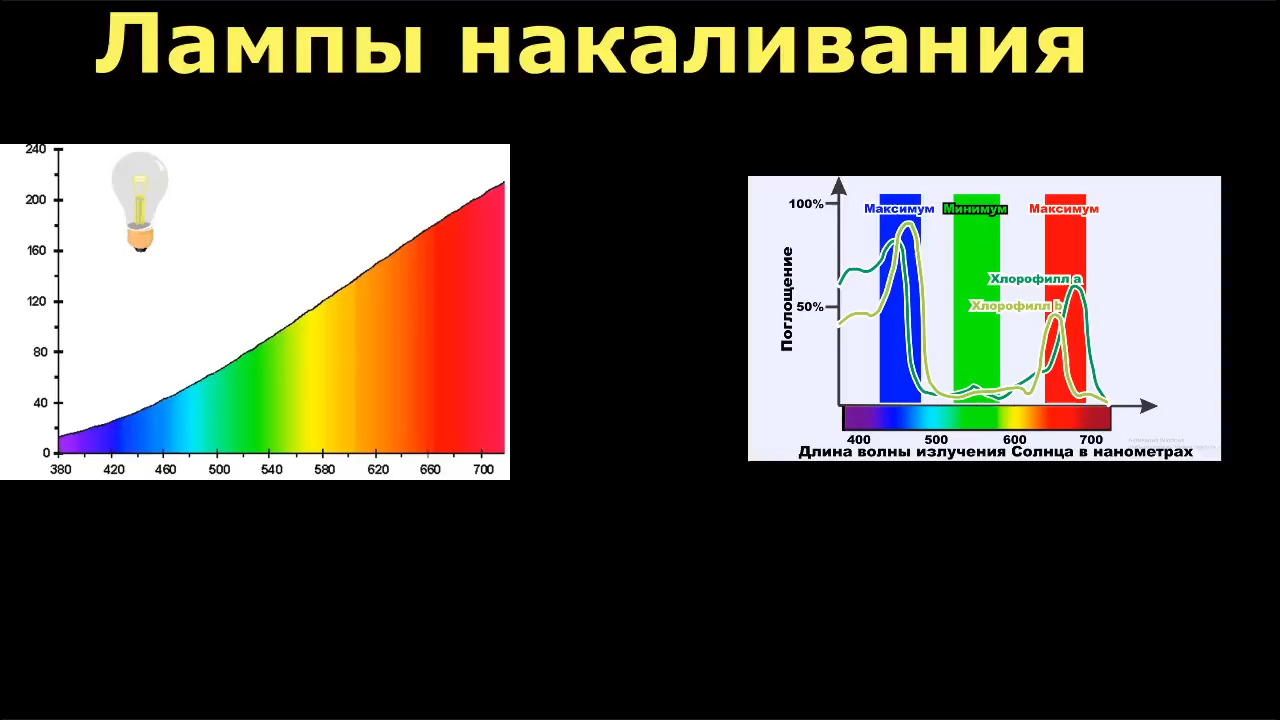 Лампы накаливания
240
200
160
120
80
40
0
380 420 460 500 540 580 620 660 700
100%
Максимум Минимум Максимум
Хлорофилл a
Хлорофилл b
50%
Поглощение
400 500 600 700
Длина волны излучения Солнца в нанометрах